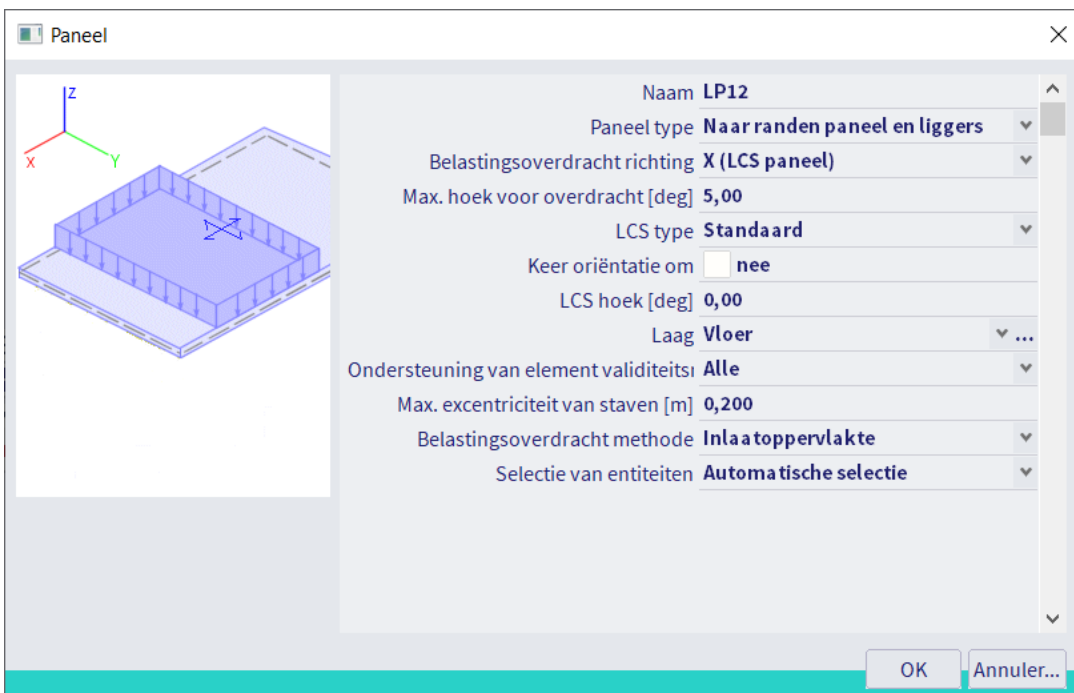 Paneel
Z
X
Y
Naam LP12
Paneel type Naar randen paneel en liggers
Belastingsoverdracht richting X (LCS paneel)
Max. hoek voor overdracht [deg] 5,00
LCS type Standaard
Keer oriëntatie om nee
LCS hoek [deg] 0,00
Laag Vloer ...
Ondersteuning van element validiteitsr Alle
Max. excentriciteit van staven [m] 0,200
Belastingsoverdracht methode Inlaatoppervlakte
Selectie van entiteiten Automatische selectie
OK Annuler...